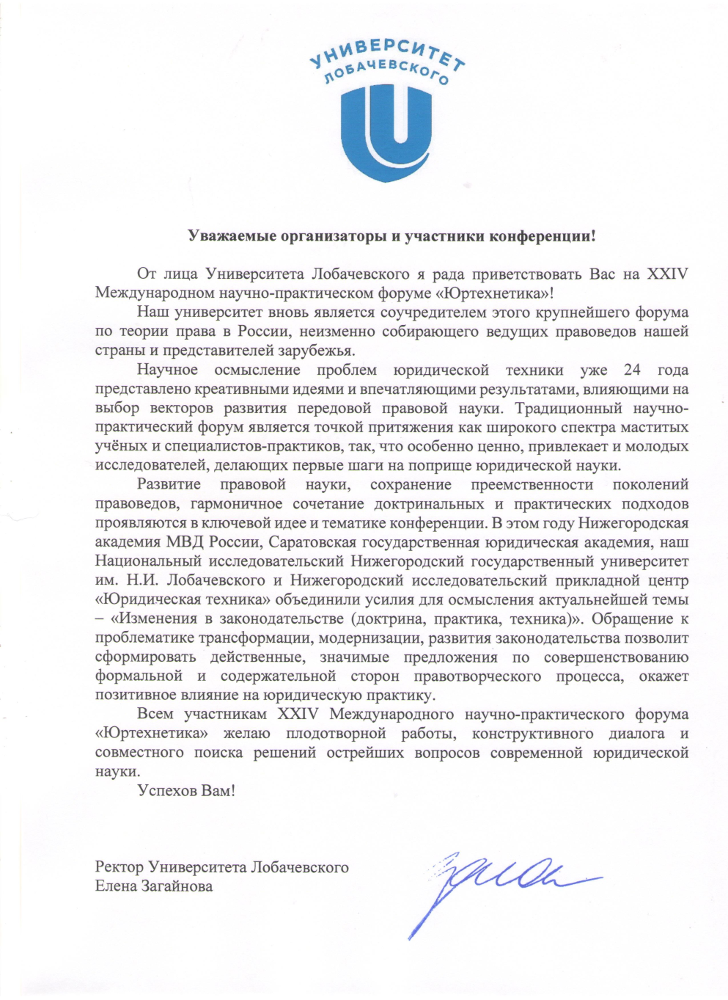 УНИВЕРСИТЕТ
ЛОБАЧЕВСКОГО
Уважаемые организаторы и участники конференции!
От лица Университета Лобачевского я рада приветствовать Вас на XXIV
Международном научно-практическом форуме «Юртехнетика»!
Наш университет вновь является соучредителем этого крупнейшего форума
по теории права в России, неизменно собирающего ведущих правоведов нашей
страны и представителей зарубежья.
Научное осмысление проблем юридической техники уже 24 года
представлено креативными идеями и впечатляющими результатами, влияющими на
выбор векторов развития передовой правовой науки. Традиционный научно-
практический форум является точкой притяжения как широкого спектра маститых
учёных и специалистов-практиков, так, что особенно ценно, привлекает и молодых
исследователей, делающих первые шаги на поприще юридической науки.
Развитие правовой науки, сохранение преемственности поколений
правоведов, гармоничное сочетание доктринальных и практических подходов
проявляются в ключевой идее и тематике конференции. В этом году Нижегородская
академия МВД России, Саратовская государственная юридическая академия, наш
Национальный исследовательский Нижегородский государственный университет
им. Н.И. Лобачевского и Нижегородский исследовательский прикладной центр
«Юридическая техника» объединили усилия для осмысления актуальнейшей темы
– «Изменения в законодательстве (доктрина, практика, техника)». Обращение к
проблематике трансформации, модернизации, развития законодательства позволит
сформировать действенные, значимые предложения по совершенствованию
формальной и содержательной сторон правотворческого процесса, окажет
позитивное влияние на юридическую практику.
Всем участникам XXIV Международного научно-практического форума
«Юртехнетика» желаю плодотворной работы, конструктивного диалога и
совместного поиска решений острейших вопросов современной юридической
науки.
Успехов Вам!
Ректор Университета Лобачевского
Елена Загайнова